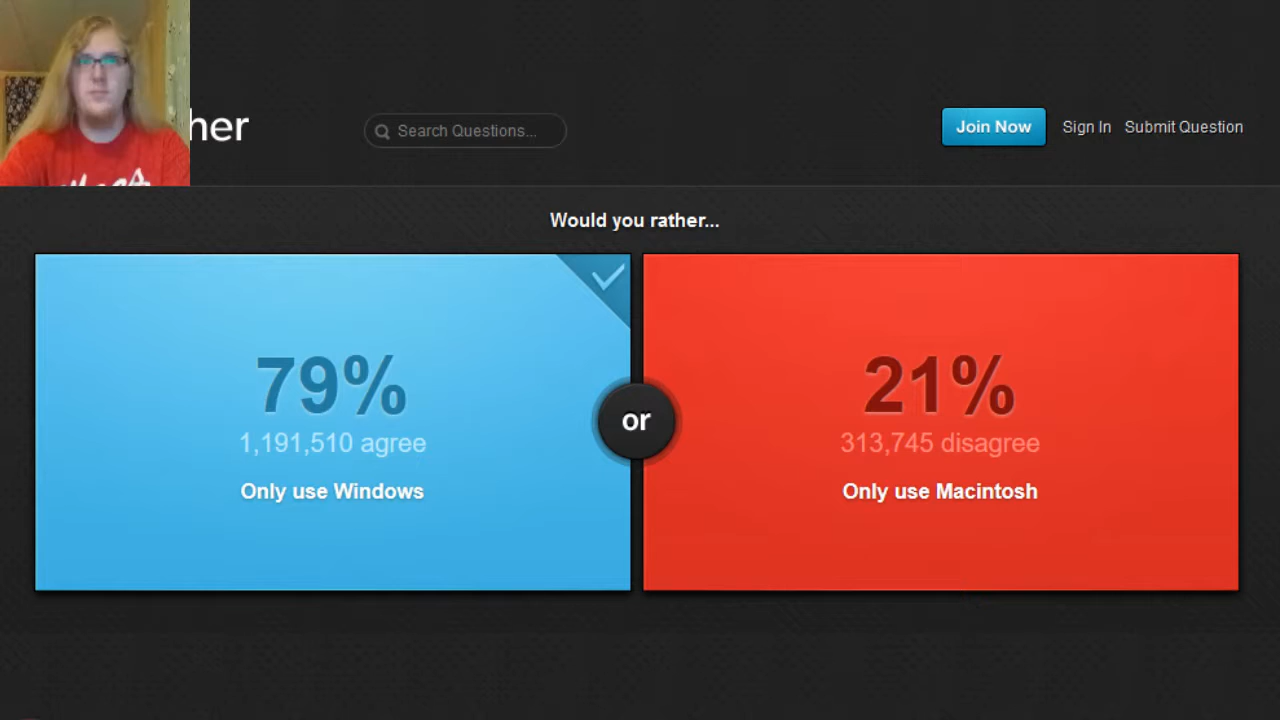 her
Search Questions...
Join Now
Sign In
Submit Question
Would you rather...
79%
1,191,510 agree
Only use Windows
or
21%
313,745 disagree
Only use Macintosh